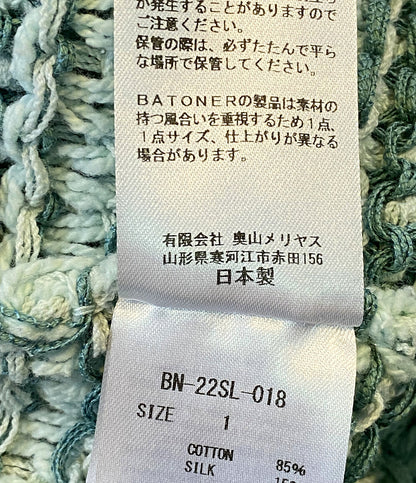 が発生することがありますので
ご注意ください。
保管の際は、必ずたたんで平ら
な場所で保管してください。
BATONERの製品は素材の
持つ風合いを重視するため1点、
1点サイズ、仕上がりが異なる
場合があります。
有限会社 奥山メリヤス
山形県寒河江市赤田156
日本製
BN-22SL-018
SIZE 1
COTTON 85%
SILK